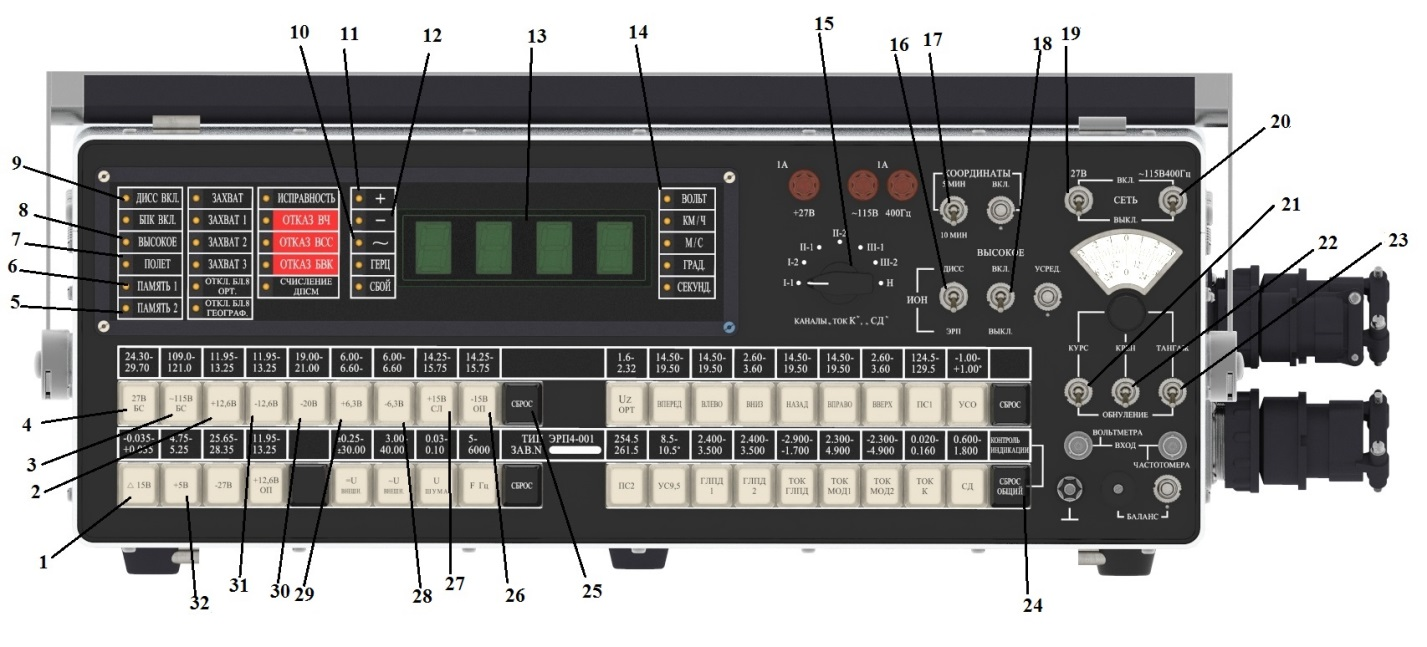 10
11
12
13
14
15
16
17
18
19
20
9
8
7
6
5
ДИСС ВКЛ.
БПК ВКЛ.
ВЫСОКОЕ
ПОЛЕТ
ПАМЯТЬ 1
ПАМЯТЬ 2
ЗАХВАТ
ЗАХВАТ 1
ЗАХВАТ 2
ЗАХВАТ 3
ОТКЛ. БЛ.8
ОРТ.
ОТКЛ. БЛ.8
ГЕОГРАФ.
ИСПРАВНОСТЬ
ОТКАЗ ВЧ
ОТКАЗ ВСС
ОТКАЗ БВК
СЧИСЛЕНИЕ
ДПСМ
+
−
~
ГЕРЦ
СБОЙ
ВОЛЬТ
КМ/Ч
М/С
ГРАД.
СЕКУНД.
1А
1А
+27В
~115В
400Гц
КООРДИНАТЫ
5 МИН
ВКЛ.
10 МИН
I-1
I-2
II-1
II-2
III-1
III-2
Н
КАНАЛЫ, ТОК К", , СД"
ВЫСОКОЕ
ДИСС
ВКЛ.
УСРЕД.
ИОН
ЭРП
ВЫКЛ.
27В
ВКЛ.
~115В400Гц
СЕТЬ
ВЫКЛ.
21
22
23
КУРС
КРЕН
ТАНГАЖ
ОБНУЛЕНИЕ
ВОЛЬТМЕТРА
ВХОД
ЧАСТОТОМЕРА
БАЛАНС
24.30- 109.0- 11.95- 11.95- 19.00- 6.00- 6.00- 14.25- 14.25-
29.70 121.0 13.25 13.25 21.00 6.60- 6.60 15.75 15.75
1.6- 14.50- 14.50- 2.60- 14.50- 14.50- 2.60- 124.5- -1.00-
2.32 19.50 19.50 3.60 19.50 19.50 3.60 129.5 +1.00°
27В ~115В +12,6В -12,6В -20В +6,3В -6,3В +15В -15В СБРОС
БС БС СЛ ОП
Uz ВПЕРЕД ВЛЕВО ВНИЗ НАЗАД ВПРАВО ВВЕРХ ПС1 УСО СБРОС
ОРТ
-0.035- 4.75- 25.65- 11.95- ±0.25- 3.00- 0.03- 5- ТИП ЭРП4-001
+0.035 5.25 28.35 13.25 ±30.00 40.00 0.10 6000 ЗАВ.N
254.5 8.5- 2.400- 2.400- -2.900- 2.300- -2.300- 0.020- 0.600- КОНТРОЛЬ
261.5 10.5° 3.500 3.500 -1.700 4.900 -4.900 0.160 1.800 ИНДИКАЦИИ
△ 15В +5В -27В +12,6В +U ~U U F Гц СБРОС
ОП ВНЕШ. ВНЕШ. ШУМА
ПС2 УС9,5 ГЛПД ГЛПД ТОК ТОК ТОК ТОК СД СБРОС
1 2 ГЛПД МОД1 МОД2 К ОБЩИЙ
4
3
2
1
32
31
30
29
28
27
26
25
24